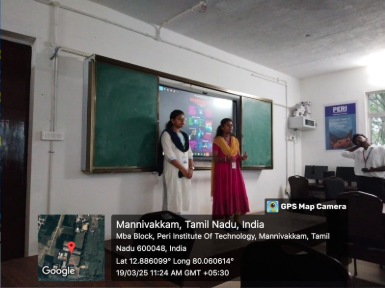 PERI
GPS Map Camera
Mannivakkam, Tamil Nadu, India
Mba Block, Peri Institute Of Technology, Mannivakkam, Tamil
Nadu 600048, India
Lat 12.886099° Long 80.060614°
19/03/25 11:24 AM GMT +05:30
Google